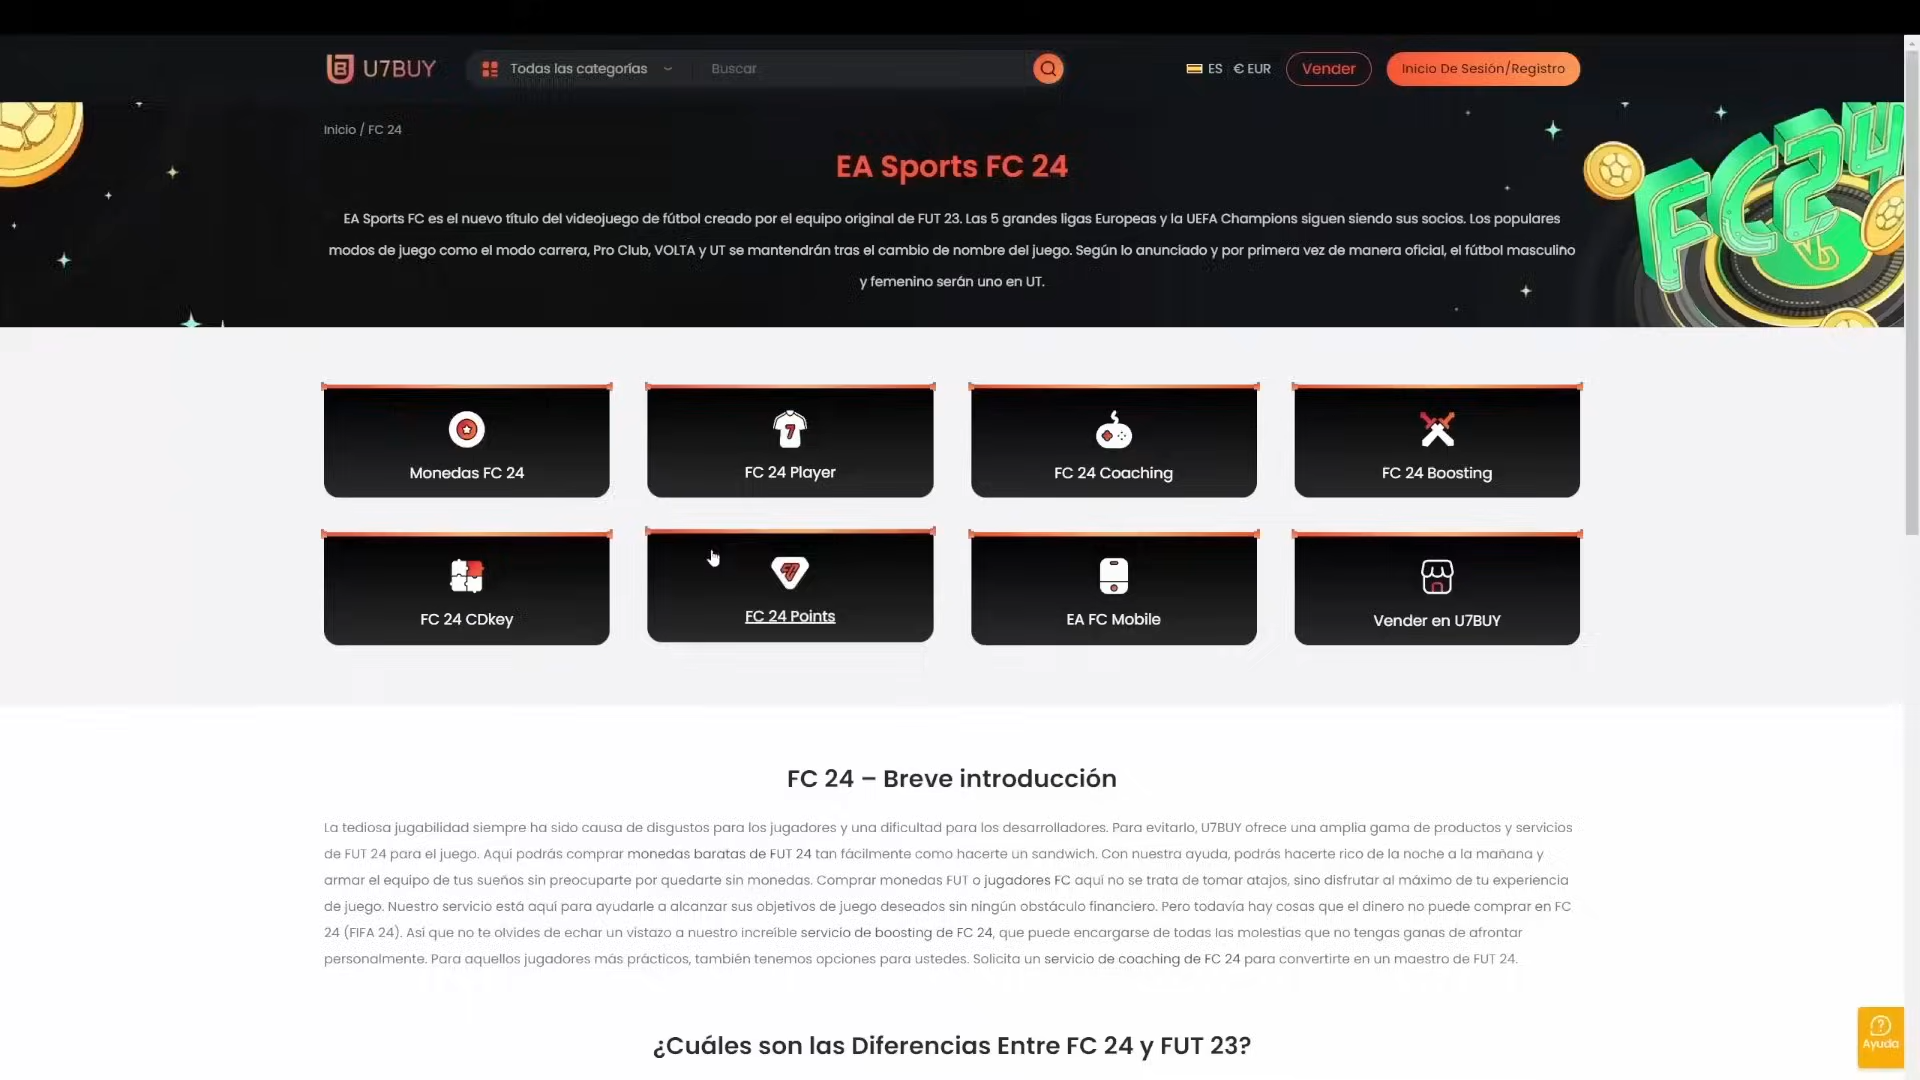 U7BUY
Todas las categorías
Buscar
ES € EUR
Vender
Inicio De Sesión/Registro
Inicio / FC 24
EA Sports FC 24
EA Sports FC es el nuevo título del videojuego de fútbol creado por el equipo original de FUT 23. Las 5 grandes ligas Europeas y la UEFA Champions siguen siendo sus socios. Los populares
modos de juego como el modo carrera, Pro Club, VOLTA y UT se mantendrán tras el cambio de nombre del juego. Según lo anunciado y por primera vez de manera oficial, el fútbol masculino
y femenino serán uno en UT.
FC24
7
Monedas FC 24
FC 24 Player
FC 24 Coaching
FC 24 Boosting
FC 24 CDkey
FC 24 Points
EA FC Mobile
Vender en U7BUY
FC 24 – Breve introducción
La tediosa jugabilidad siempre ha sido causa de disgustos para los jugadores y una dificultad para los desarrolladores. Para evitarlo, U7BUY ofrece una amplia gama de productos y servicios
de FUT 24 para el juego. Aquí podrás comprar monedas baratas de FUT 24 tan fácilmente como hacerte un sandwich. Con nuestra ayuda, podrás hacerte rico de la noche a la mañana y
armar el equipo de tus sueños sin preocuparte por quedarte sin monedas. Comprar monedas FUT o jugadores FC aquí no se trata de tomar atajos, sino disfrutar al máximo de tu experiencia
de juego. Nuestro servicio está aquí para ayudarle a alcanzar sus objetivos de juego deseados sin ningún obstáculo financiero. Pero todavía hay cosas que el dinero no puede comprar en FC
24 (FIFA 24). Así que no te olvides de echar un vistazo a nuestro increíble servicio de boosting de FC 24, que puede encargarse de todas las molestias que no tengas ganas de afrontar
personalmente. Para aquellos jugadores más prácticos, también tenemos opciones para ustedes. Solicita un servicio de coaching de FC 24 para convertirte en un maestro de FUT 24.
¿Cuáles son las Diferencias Entre FC 24 y FUT 23?
Ayuda